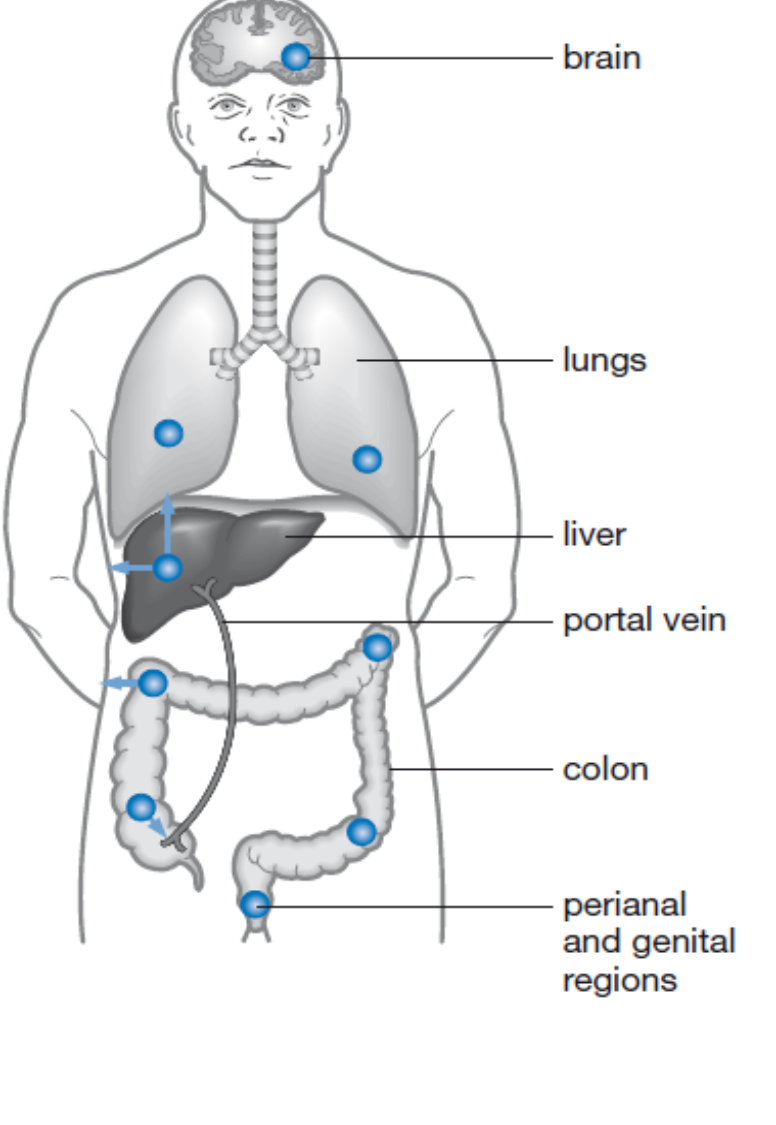 brain
lungs
liver
portal vein
colon
perianal
and genital
regions